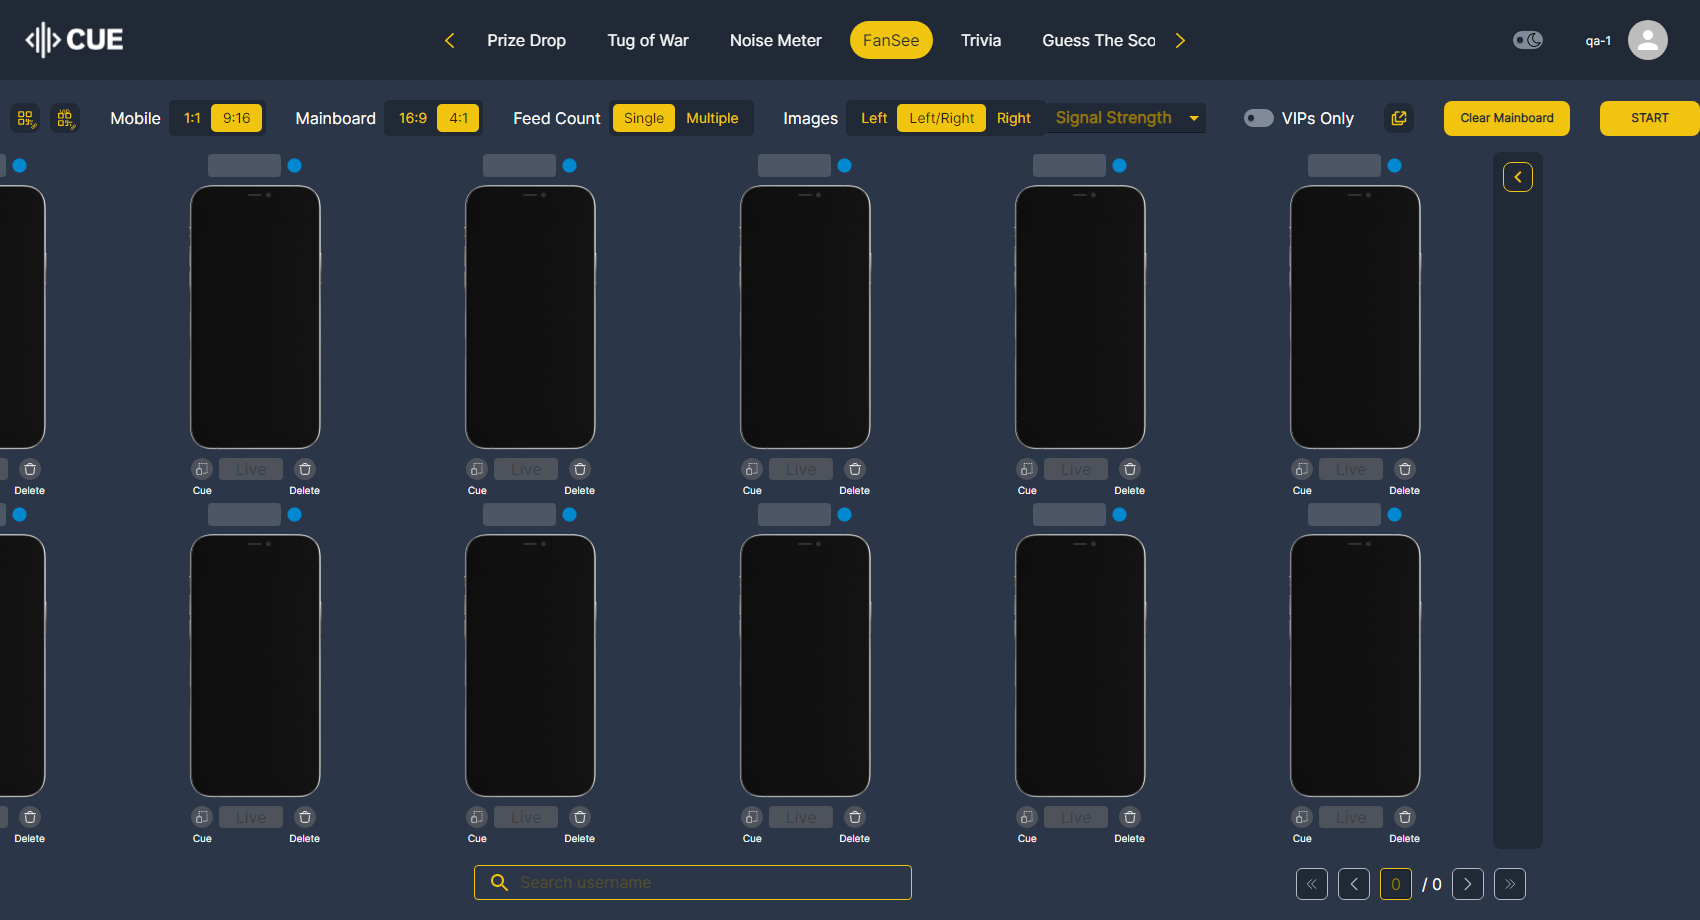 CUE
Prize Drop Tug of War Noise Meter FanSee Trivia Guess The Sco
qa-1
Mobile 1:1 9:16 Mainboard 16:9 4:1 Feed Count Single Multiple Images Left Left/Right Right Signal Strength VIPs Only Clear Mainboard START
Live Live Live Live Live
Delete Cue Delete Cue Delete Cue Delete Cue Delete Cue Delete
Live Live Live Live Live
Delete Cue Delete Cue Delete Cue Delete Cue Delete Cue Delete
Search username
0 / 0